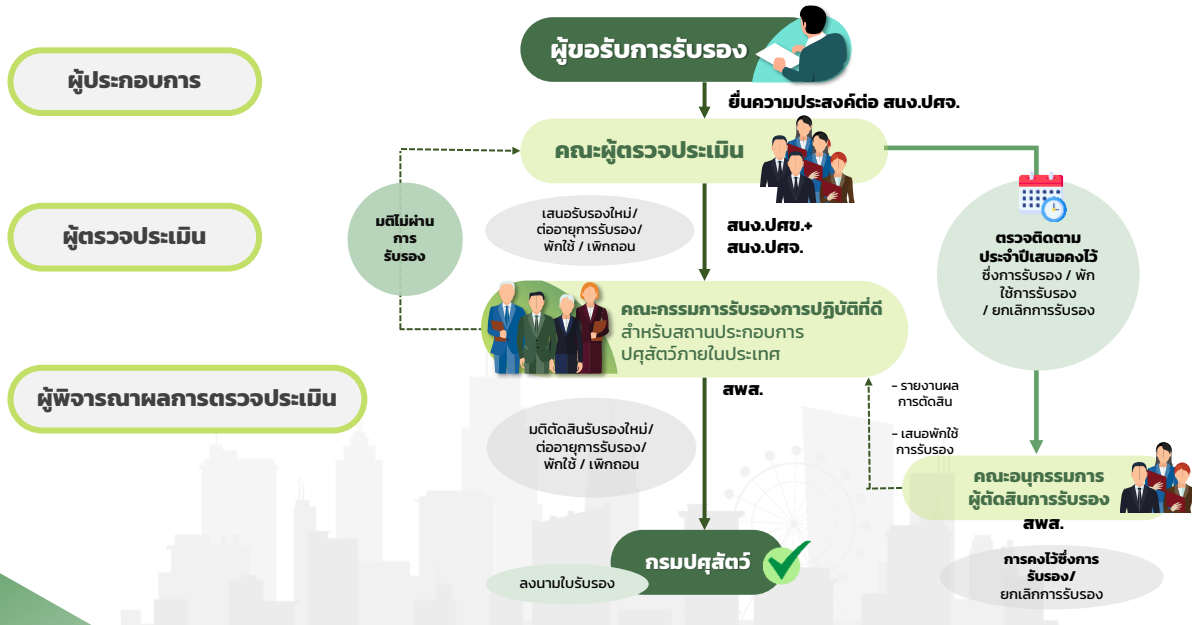 ผู้ขอรับการรับรอง
ผู้ประกอบการ
ยื่นความประสงค์ต่อ สนง.ปศจ.
คณะผู้ตรวจประเมิน
ผู้ตรวจประเมิน
มติไม่ผ่าน
การ
รับรอง
เสนอรับรองใหม่/
ต่ออายุการรับรอง/
พักใช้ / เพิกถอน
สนง.ปศข.+
สนง.ปศจ.
ตรวจติดตาม
ประจำปีเสนอคงไว้
ซึ่งการรับรอง / พัก
ใช้การรับรอง
/ ยกเลิกการรับรอง
คณะกรรมการรับรองการปฏิบัติที่ดี
สำหรับสถานประกอบการ
ปศุสัตว์ภายในประเทศ
สพส.
ผู้พิจารณาผลการตรวจประเมิน
- รายงานผล
การตัดสิน
- เสนอพักใช้
การรับรอง
มติตัดสินรับรองใหม่/
ต่ออายุการรับรอง/
พักใช้ / เพิกถอน
คณะอนุกรรมการ
ผู้ตัดสินการรับรอง
สพส.
กรมปศุสัตว์
ลงนามใบรับรอง
การคงไว้ซึ่งการ
รับรอง/
ยกเลิกการรับรอง